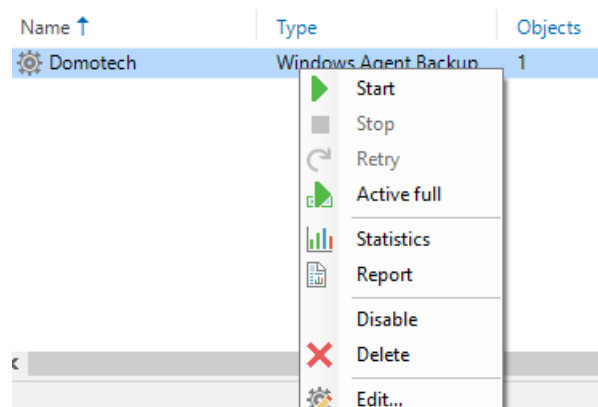 Name Type Objects
Domotech Windows Agent Backup 1
Start
Stop
Retry
Active full
Statistics
Report
Disable
Delete
Edit...